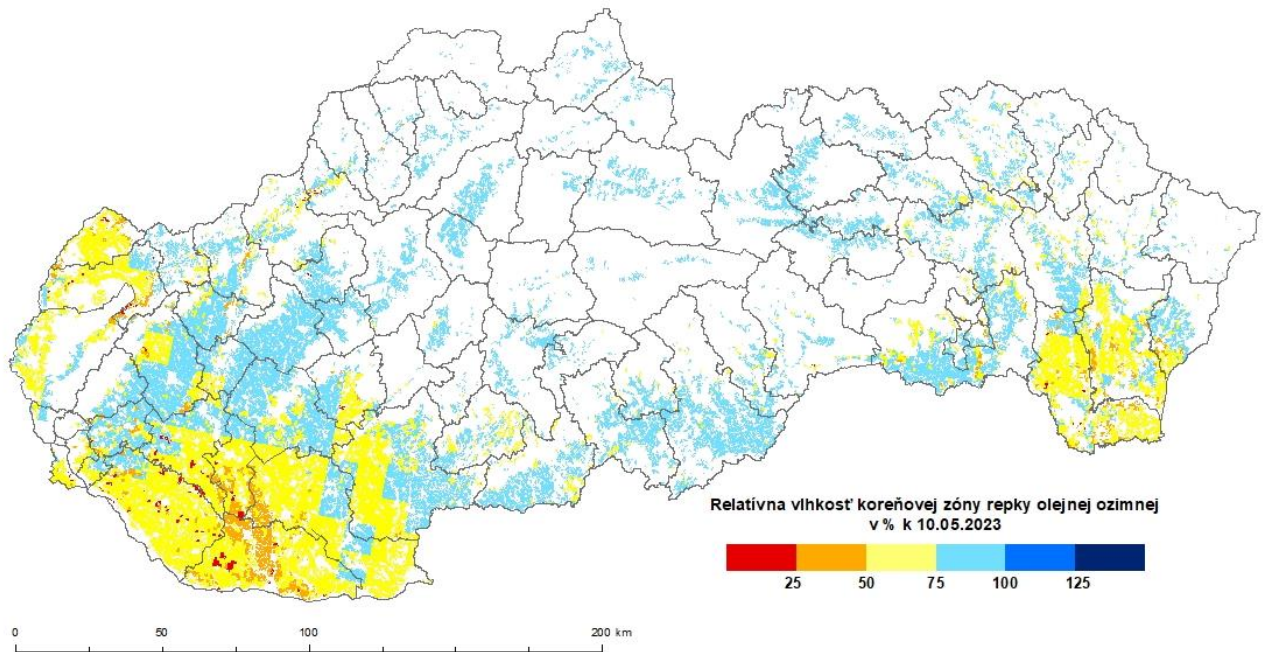 Relatívna vlhkosť koreňovej zóny repky olejnej ozimnej
v % k 10.05.2023
25 50 75 100 125
0 50 100 200 km